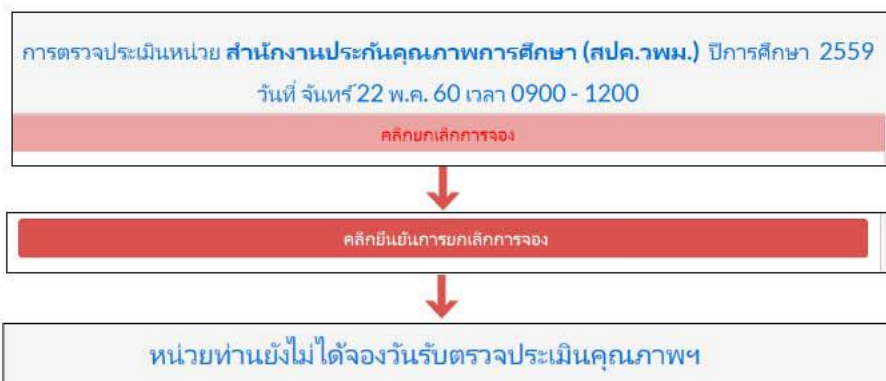 การตรวจประเมินหน่วย สำนักงานประกันคุณภาพการศึกษา (สปค.วพม.) ปีการศึกษา 2559
วันที่ จันทร์ 22 พ.ค. 60 เวลา 0900 - 1200
คลิกยกเลิกการจอง
คลิกยืนยันการยกเลิกการจอง
หน่วยท่านยังไม่ได้จองวันรับตรวจประเมินคุณภาพฯ